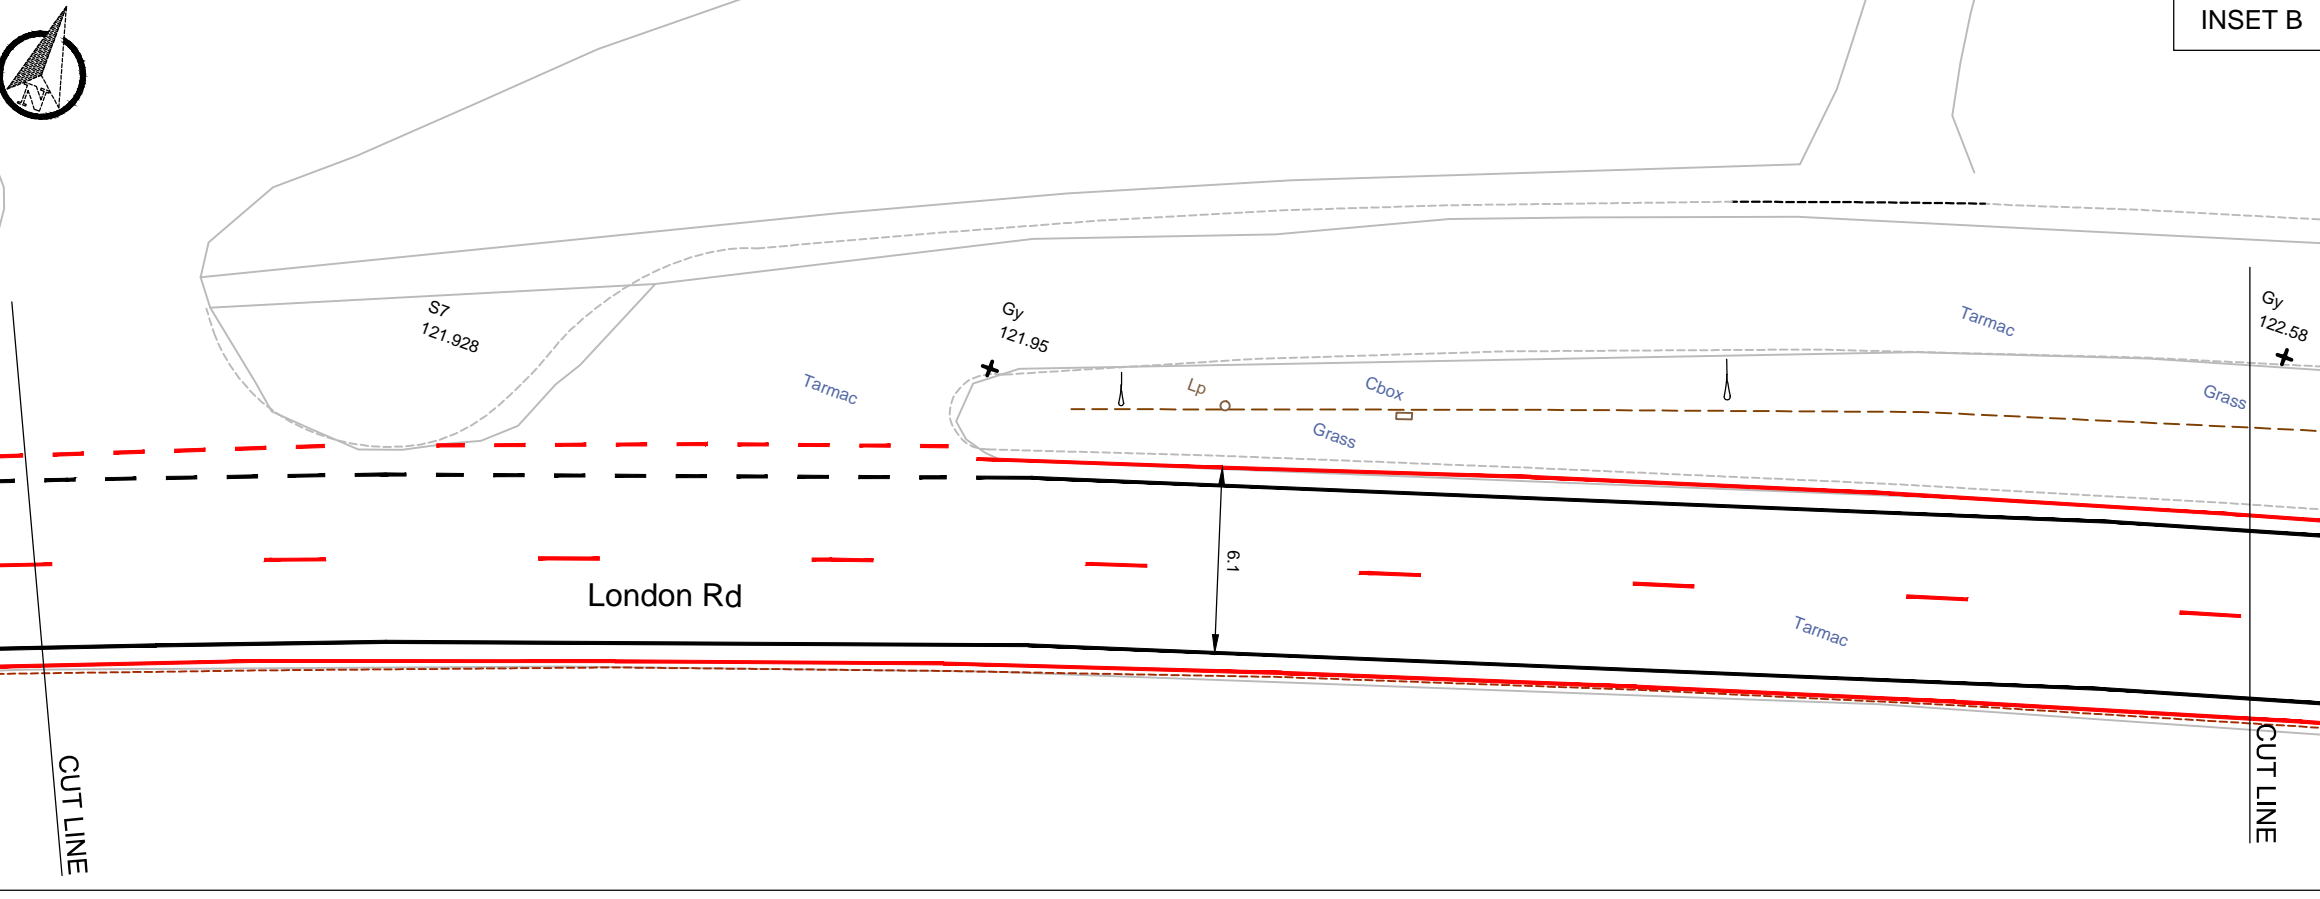 INSET B
S7
121.928
Gy
121.95
Gy
122.58
Tarmac
Tarmac
Lp
Cbox
Grass
Grass
6.1
London Rd
Tarmac
CUT LINE
CUT LINE